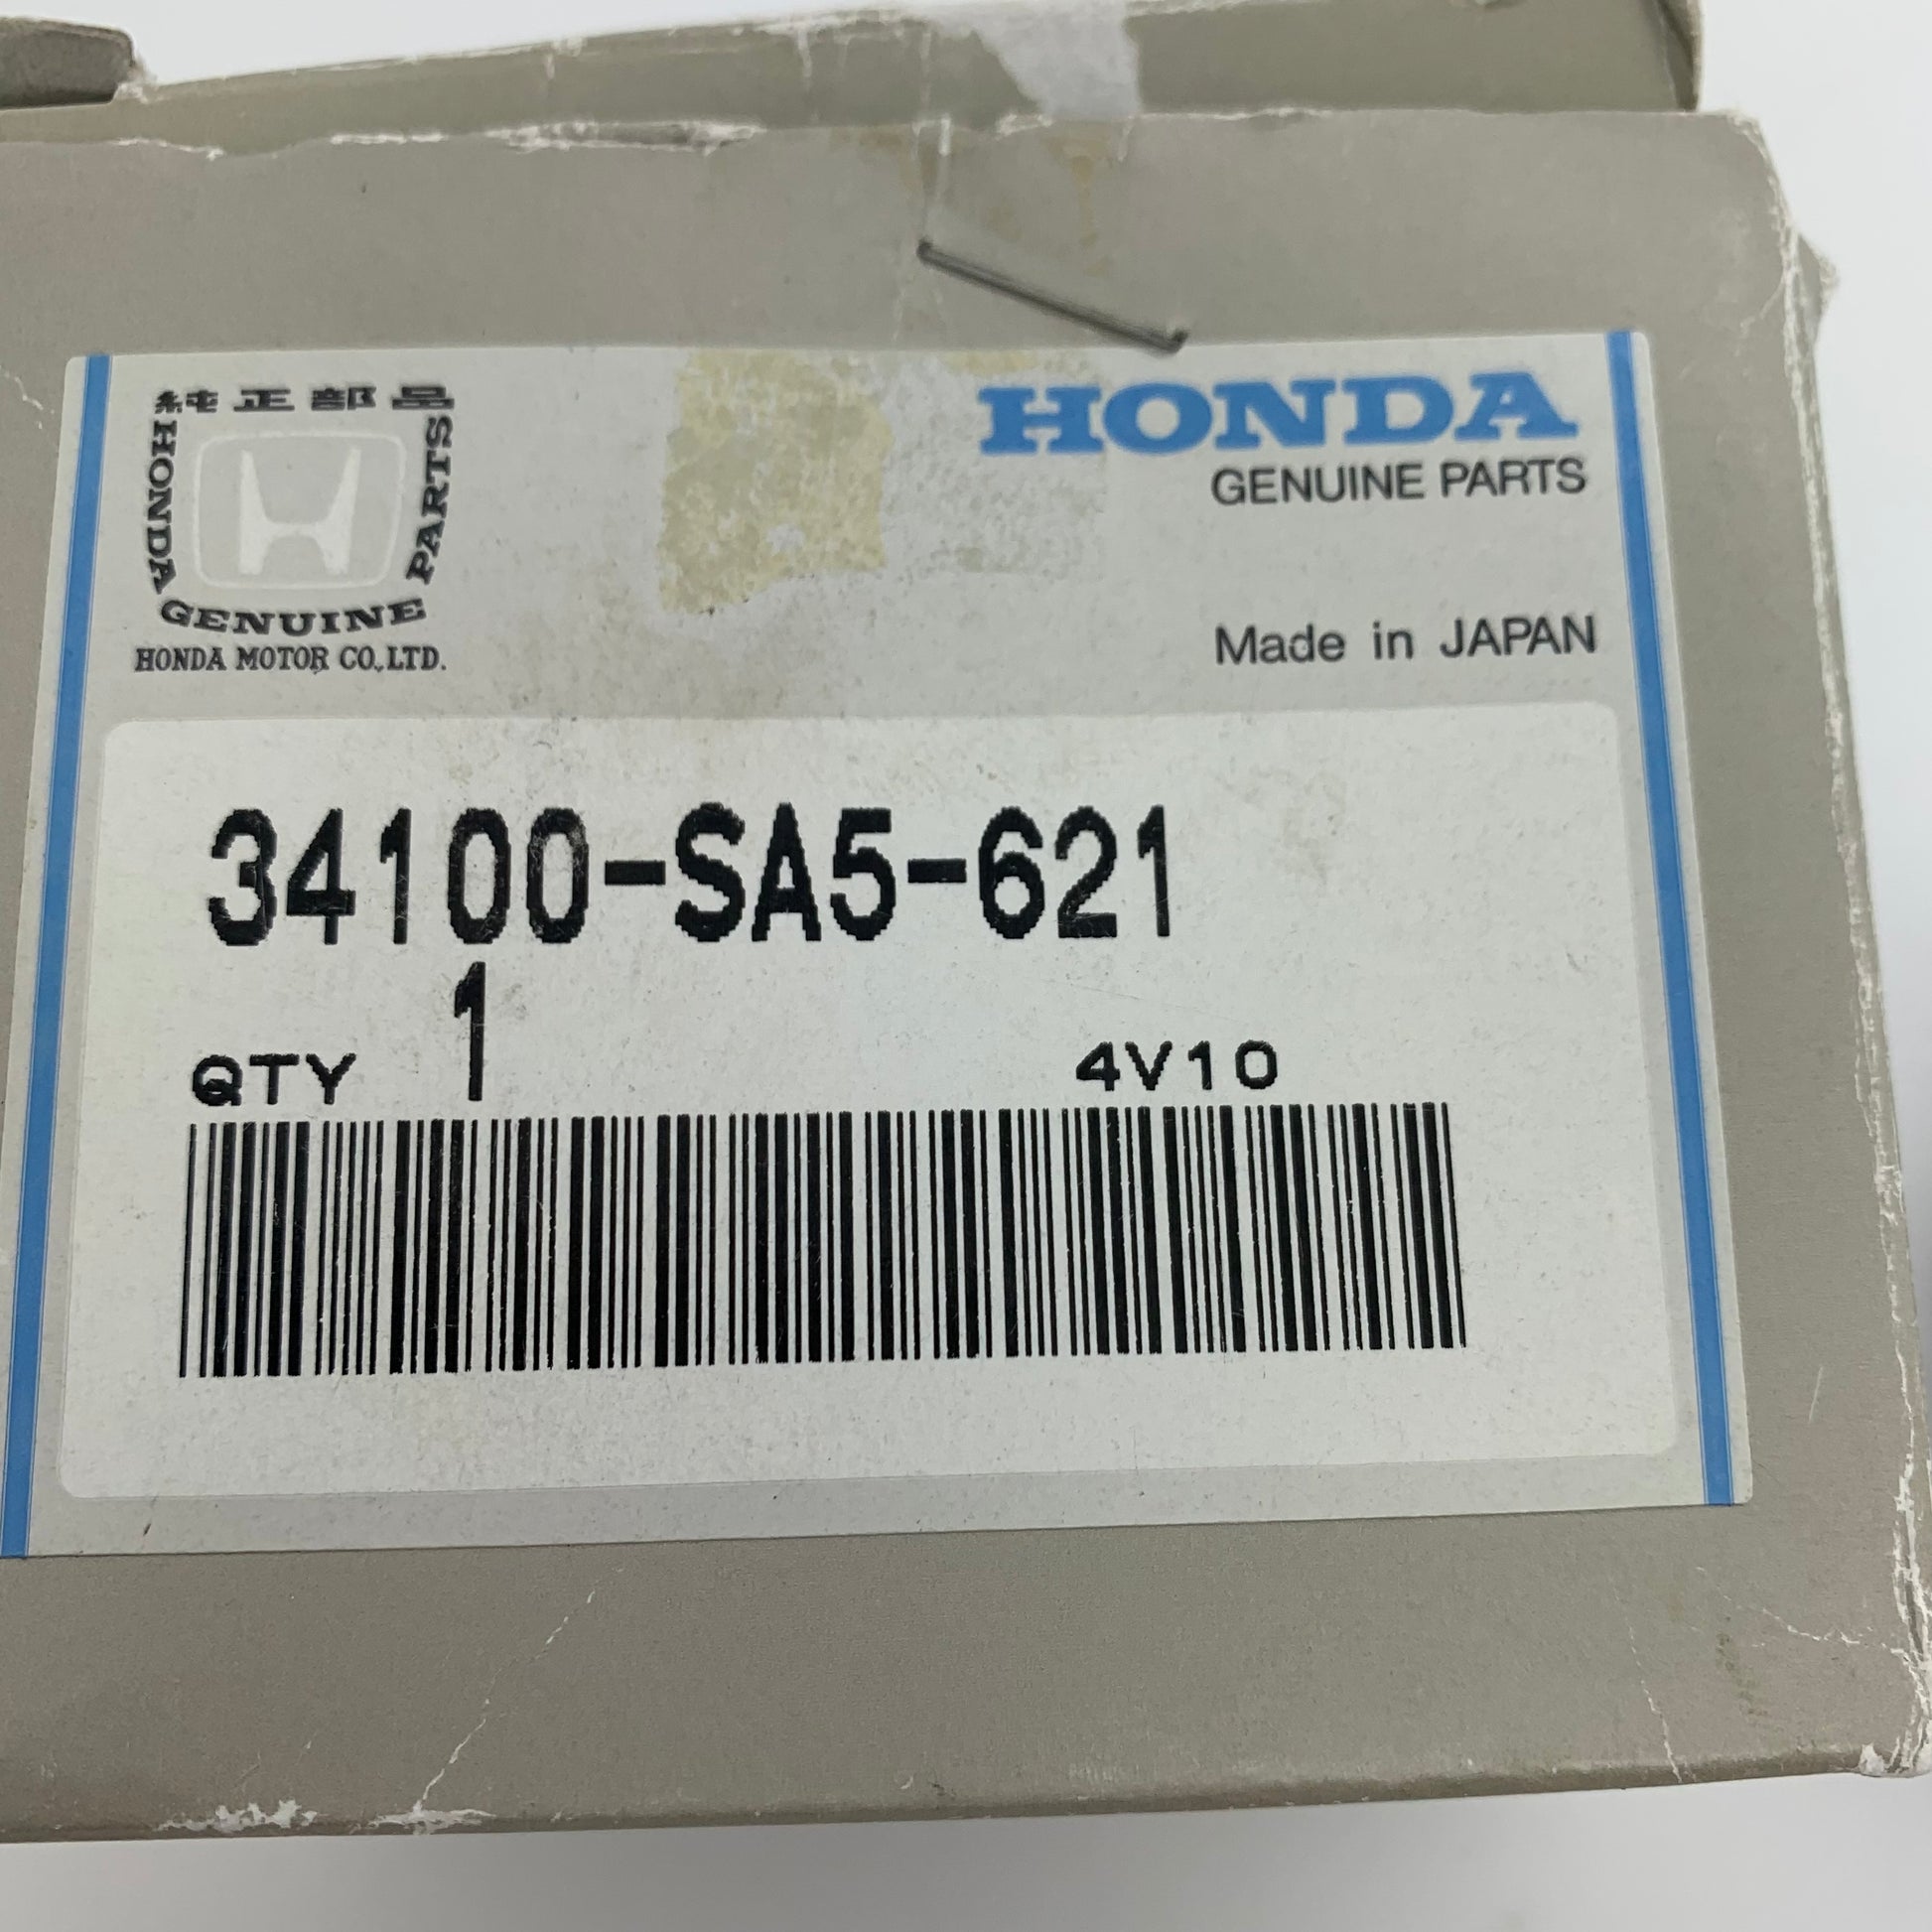 純正部品
HONDA GENUINE PARTS
HONDA MOTOR CO.,LTD.
HONDA
GENUINE PARTS
Made in JAPAN
34100-SA5-621
QTY 1 4V10